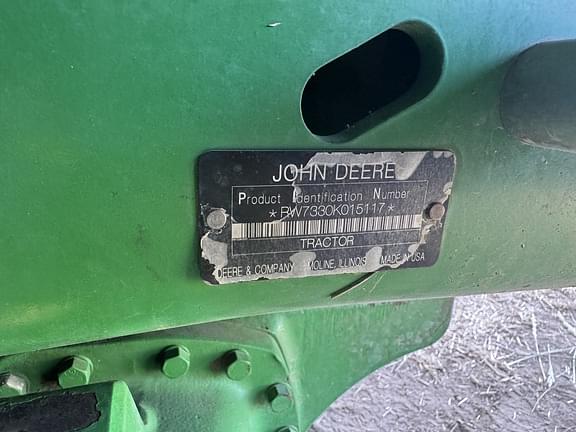 JOHN DEERE
Product Identification Number
*RW7330K015117*
TRACTOR
DEERE & COMPANY MOLINE, ILLINOIS MADE IN USA